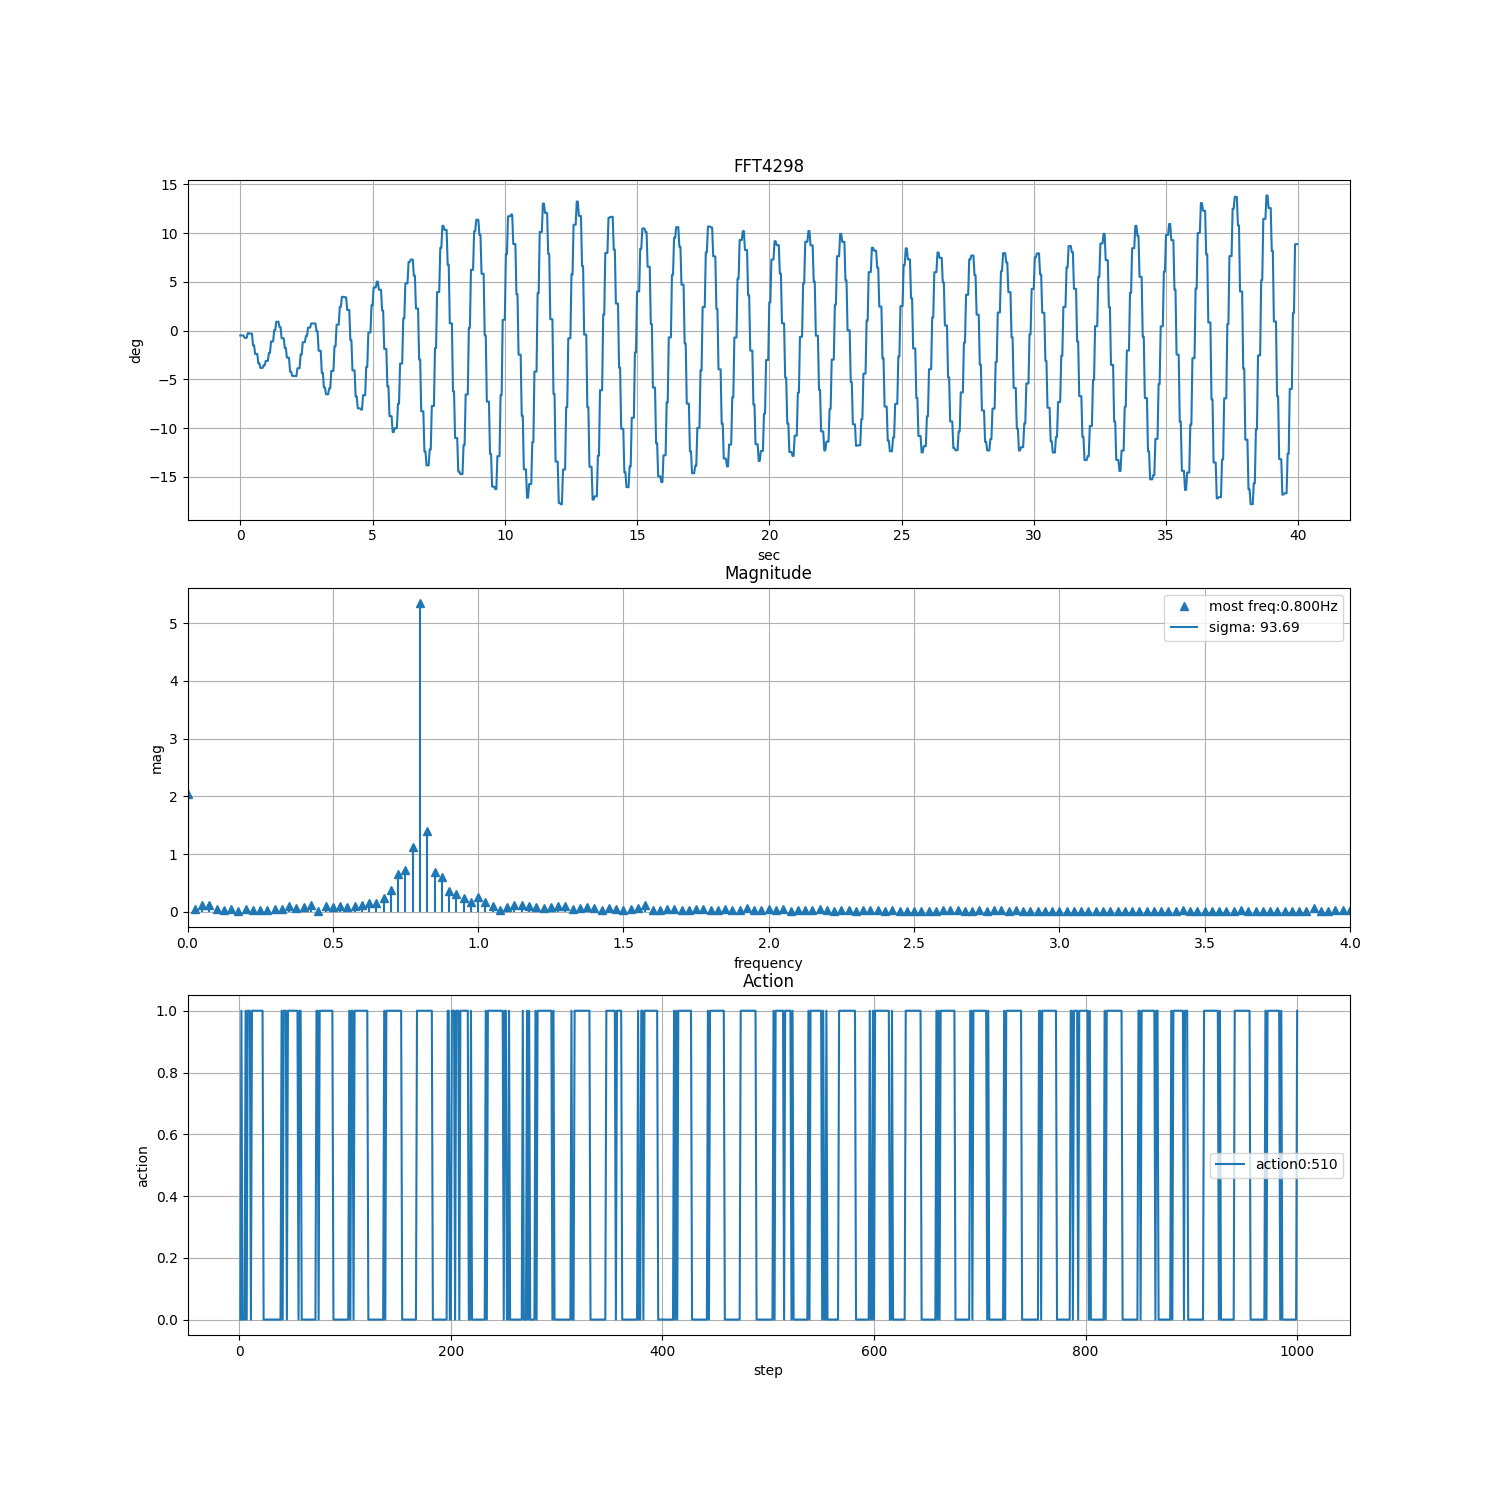 FFT4298
15
10
5
0
−5
−10
−15
deg
0 5 10 15 20 25 30 35 40
sec
Magnitude
most freq:0.800Hz
sigma: 93.69
5
4
3
2
1
0
mag
0.0 0.5 1.0 1.5 2.0 2.5 3.0 3.5 4.0
frequency
Action
1.0
0.8
0.6
0.4
0.2
0.0
action
action0:510
0 200 400 600 800 1000
step